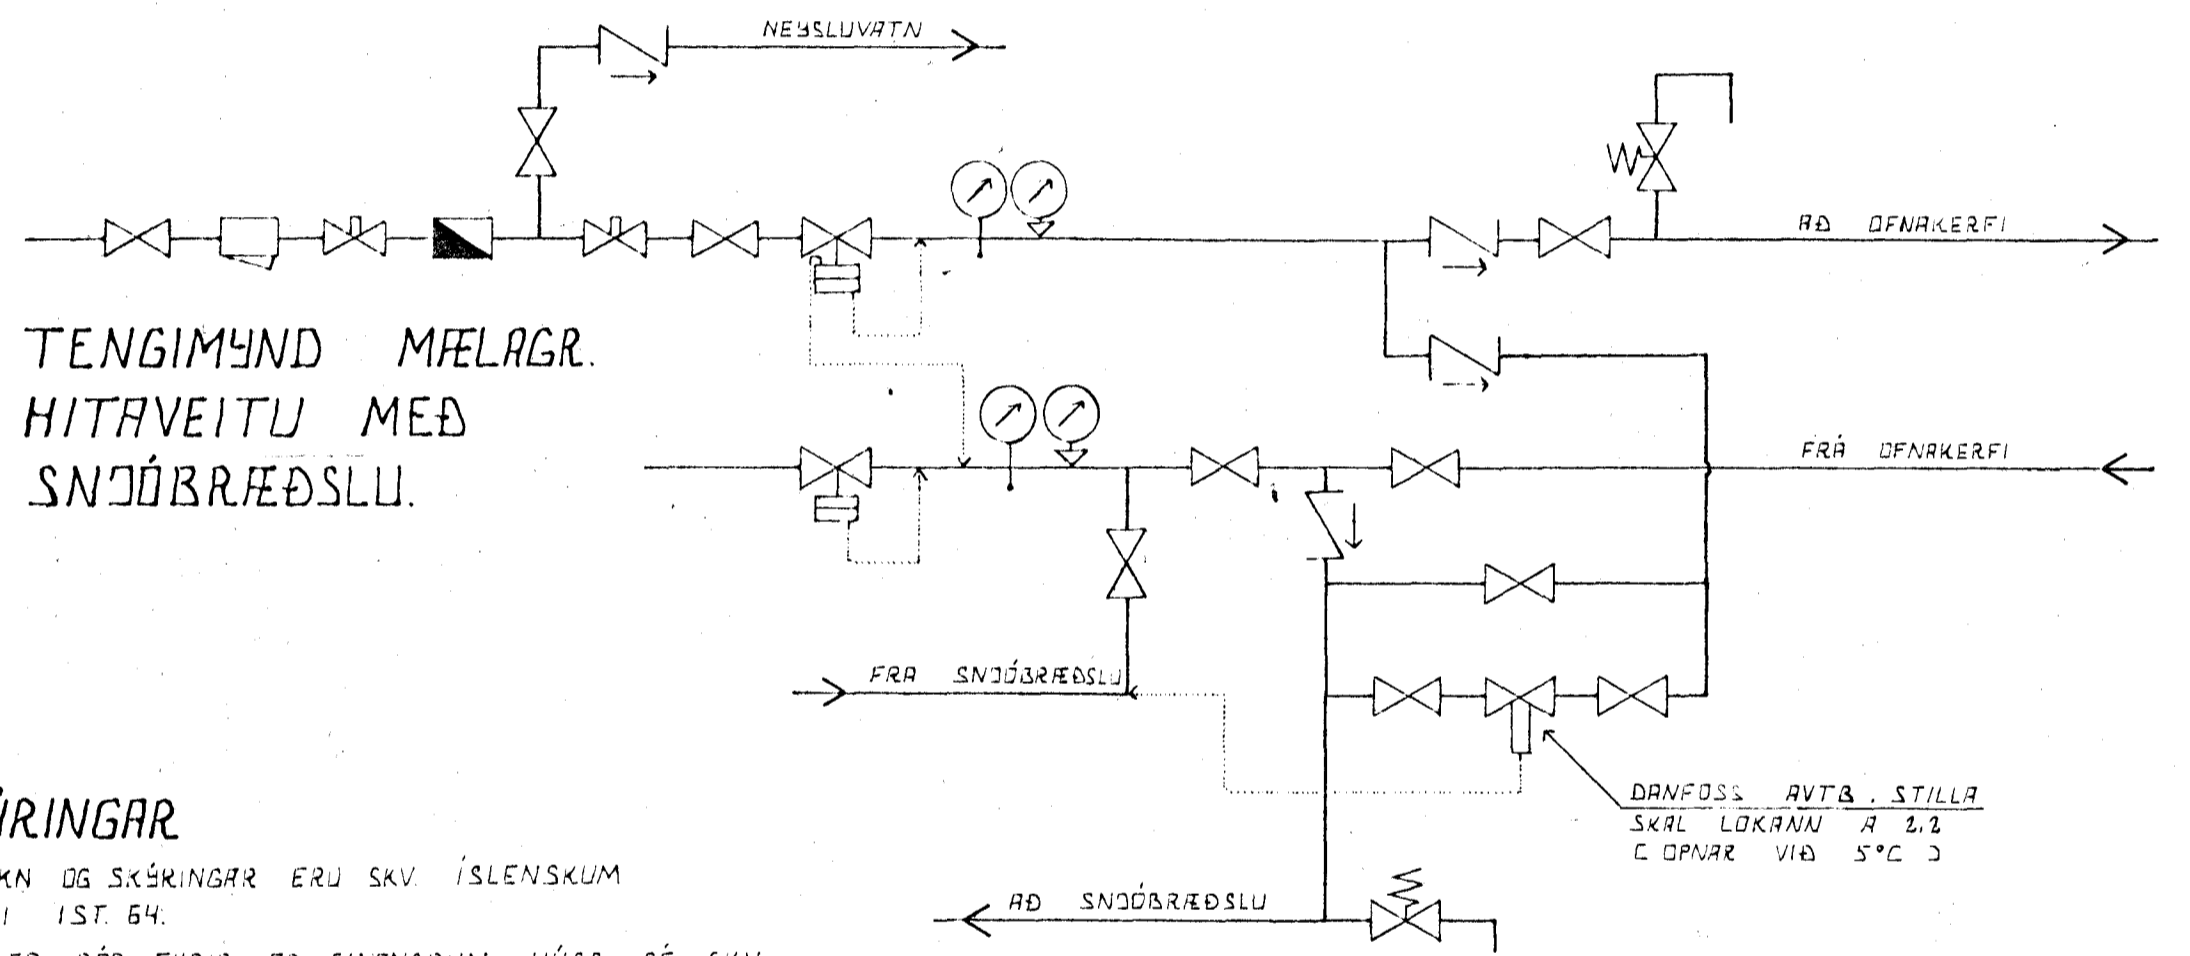 NEYSLUVATN
AÐ OFNAKERFI
TENGIMYND MÆLAGR.
HITAVEITU MEÐ
SNJÓBRÆÐSLU.
FRÁ OFNAKERFI
FRA SNJÓBRÆÐSLU
DANFOSS AVTB. STILLA
SKAL LOKANN A 2.2
( OPNAR VIÐ 5°C )
ÝRINGAR
KN OG SKÝRINGAR ERU SKV. ÍSLENSKUM
I IST. 64.
AÐ SNJÓBRÆÐSLU